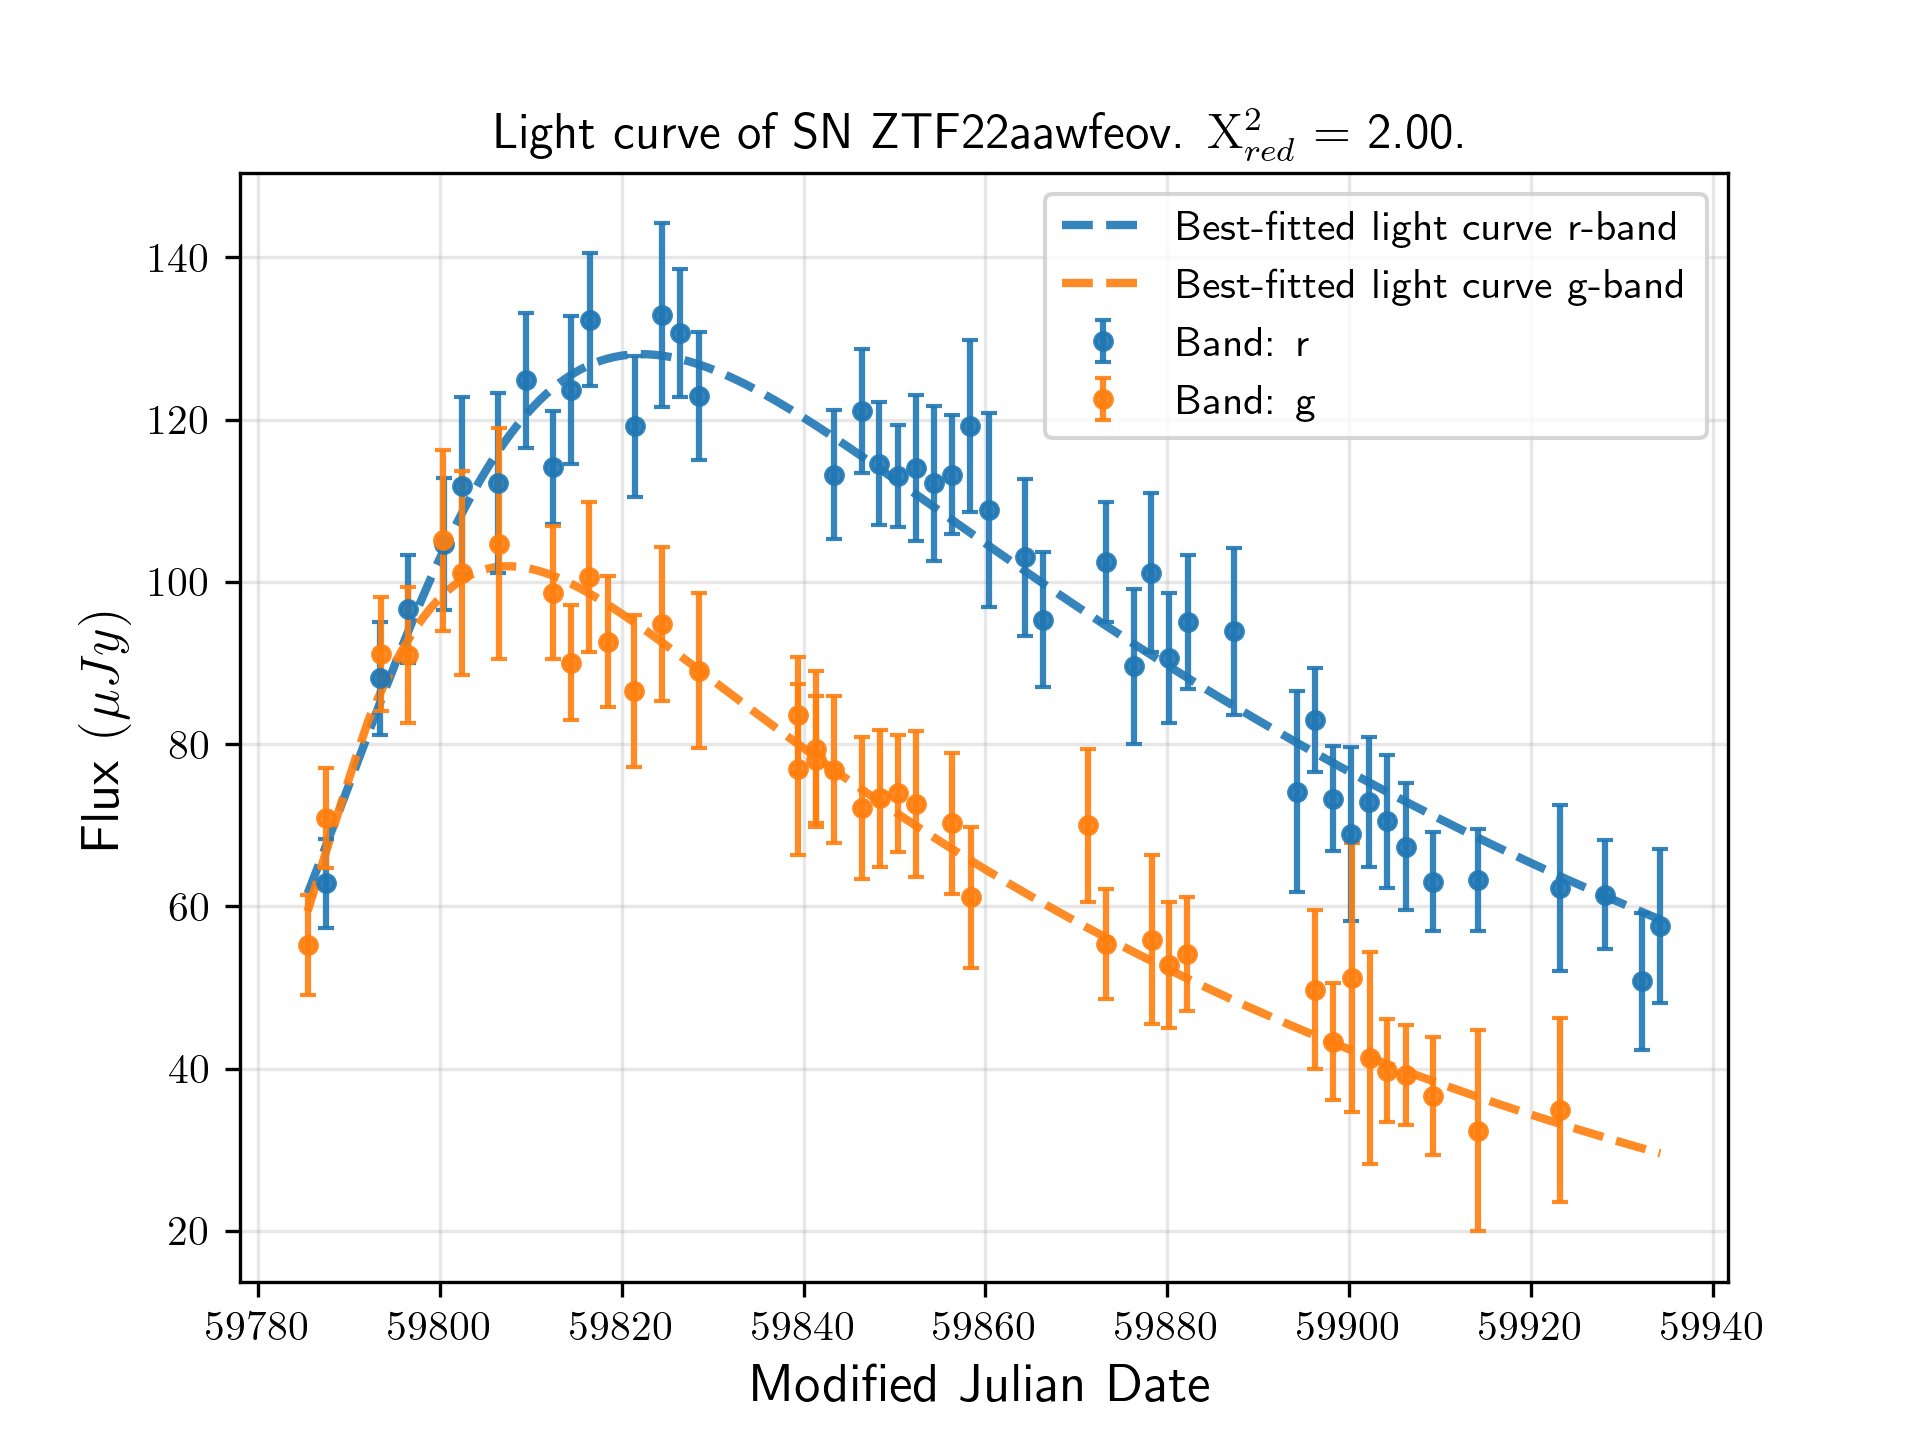 Light curve of SN ZTF22aawfeov. X²_red = 2.00.
Best-fitted light curve r-band
Best-fitted light curve g-band
Band: r
Band: g
Flux (μJy)
140
120
100
80
60
40
20
59780 59800 59820 59840 59860 59880 59900 59920 59940
Modified Julian Date